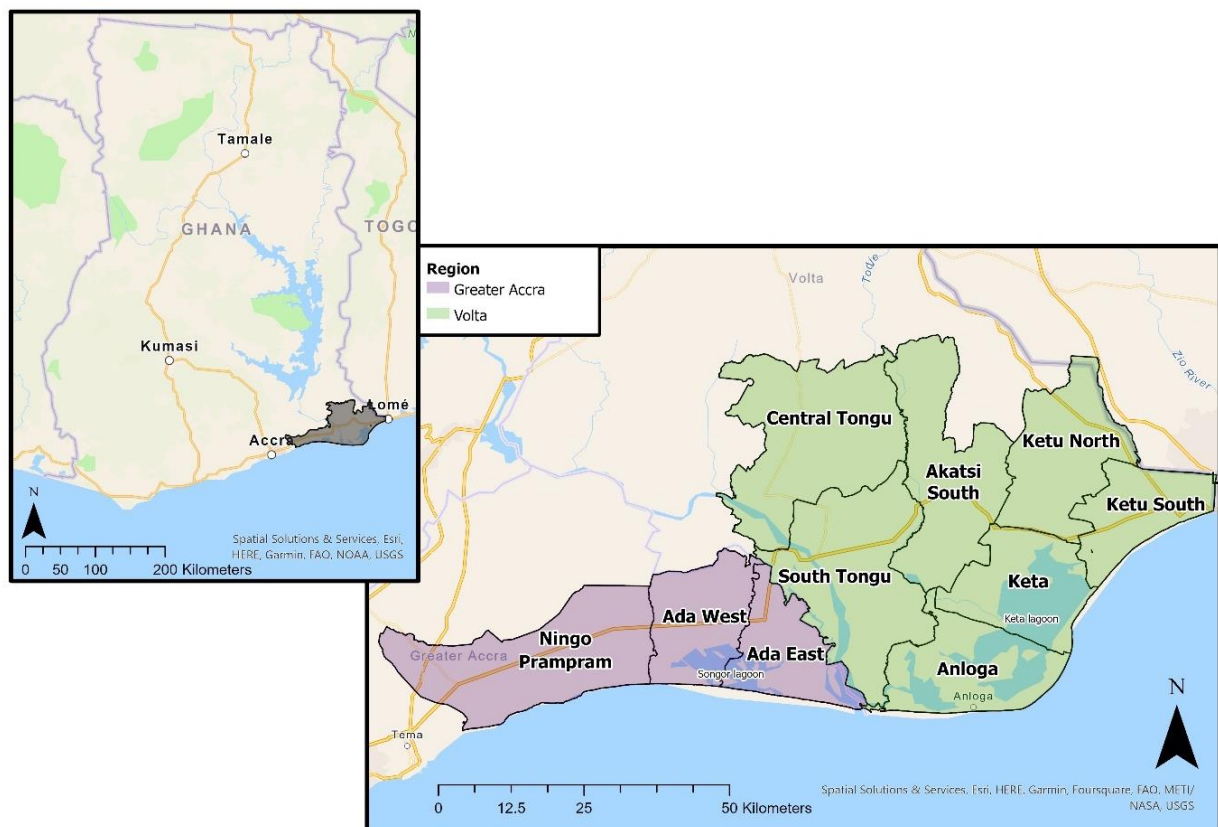 Tamale
GHANA
TOGO
Kumasi
Lomé
Accra
N
Spatial Solutions & Services, Esri,
HERE, Garmin, FAO, NOAA, USGS
0 50 100 200 Kilometers
Region
Greater Accra
Volta
Volta
Todie
Zio River
Central Tongu
Ketu North
Akatsi
South
Ketu South
South Tongu
Keta
Keta lagoon
Ada West
Ningo
Prampram
Greater Accra
Ada East
Songor lagoon
Anloga
Anloga
Tema
N
0 12.5 25 50 Kilometers
Spatial Solutions & Services, Esri, HERE, Garmin, Foursquare, FAO, METI/
NASA, USGS